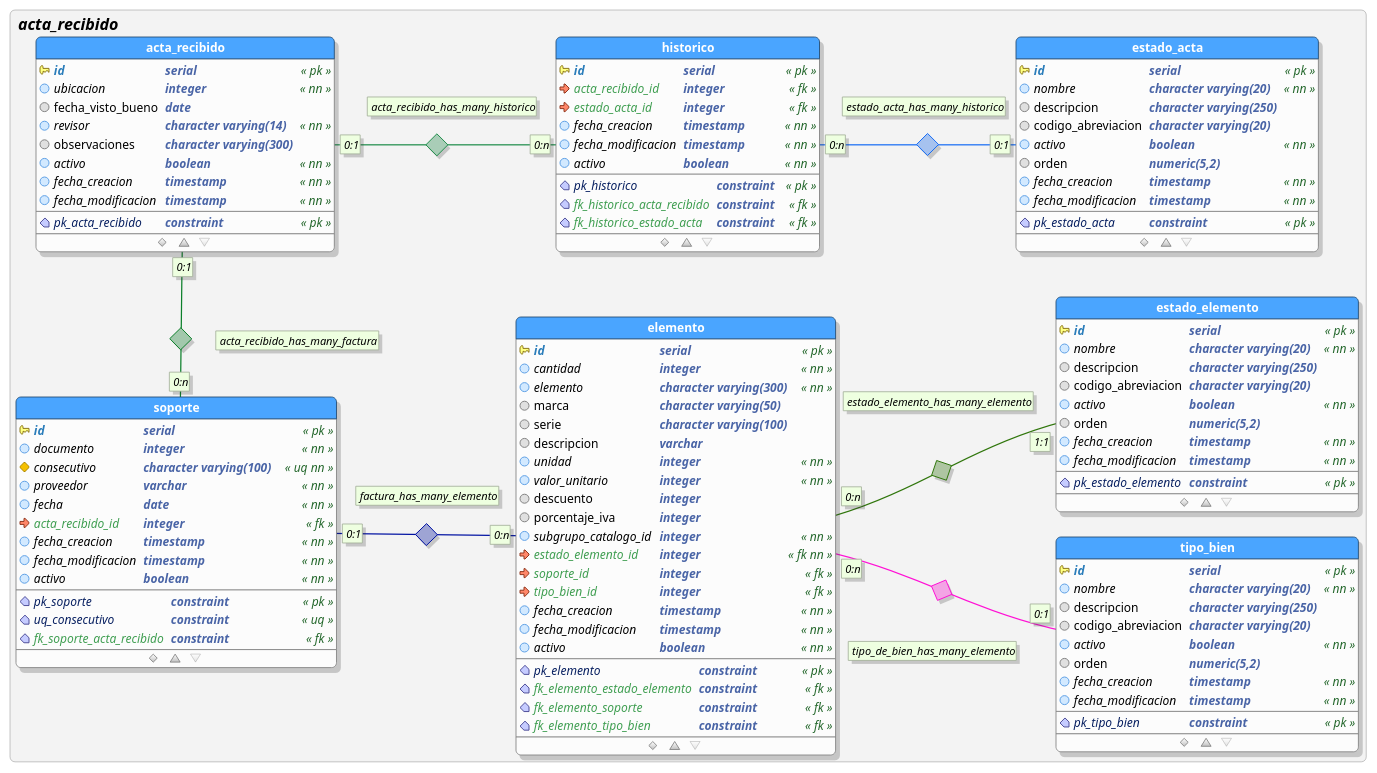 acta_recibido
acta_recibido
id serial « pk »
ubicacion integer « nn »
fecha_visto_bueno date
revisor character varying(14) « nn »
observaciones character varying(300)
activo boolean « nn »
fecha_creacion timestamp « nn »
fecha_modificacion timestamp « nn »
pk_acta_recibido constraint « pk »
acta_recibido_has_many_historico
0:1
0:n
historico
id serial « pk »
acta_recibido_id integer « fk »
estado_acta_id integer « fk »
fecha_creacion timestamp « nn »
fecha_modificacion timestamp « nn »
activo boolean « nn »
pk_historico constraint « pk »
fk_historico_acta_recibido constraint « fk »
fk_historico_estado_acta constraint « fk »
estado_acta_has_many_historico
0:n
0:1
estado_acta
id serial « pk »
nombre character varying(20) « nn »
descripcion character varying(250)
codigo_abreviacion character varying(20)
activo boolean « nn »
orden numeric(5,2)
fecha_creacion timestamp « nn »
fecha_modificacion timestamp « nn »
pk_estado_acta constraint « pk »
0:1
acta_recibido_has_many_factura
0:n
soporte
id serial « pk »
documento integer « nn »
consecutivo character varying(100) « uq nn »
proveedor varchar « nn »
fecha date « nn »
acta_recibido_id integer « fk »
fecha_creacion timestamp « nn »
fecha_modificacion timestamp « nn »
activo boolean « nn »
pk_soporte constraint « pk »
uq_consecutivo constraint « uq »
fk_soporte_acta_recibido constraint « fk »
factura_has_many_elemento
0:1
0:n
elemento
id serial « pk »
cantidad integer « nn »
elemento character varying(300) « nn »
marca character varying(50)
serie character varying(100)
descripcion varchar
unidad integer « nn »
valor_unitario integer « nn »
descuento integer
porcentaje_iva integer
subgrupo_catalogo_id integer « nn »
estado_elemento_id integer « fk nn »
soporte_id integer « fk »
tipo_bien_id integer « fk »
fecha_creacion timestamp « nn »
fecha_modificacion timestamp « nn »
activo boolean « nn »
pk_elemento constraint « pk »
fk_elemento_estado_elemento constraint « fk »
fk_elemento_soporte constraint « fk »
fk_elemento_tipo_bien constraint « fk »
estado_elemento_has_many_elemento
1:1
0:n
estado_elemento
id serial « pk »
nombre character varying(20) « nn »
descripcion character varying(250)
codigo_abreviacion character varying(20)
activo boolean « nn »
orden numeric(5,2)
fecha_creacion timestamp « nn »
fecha_modificacion timestamp « nn »
pk_estado_elemento constraint « pk »
0:n
0:1
tipo_de_bien_has_many_elemento
tipo_bien
id serial « pk »
nombre character varying(20) « nn »
descripcion character varying(250)
codigo_abreviacion character varying(20)
activo boolean « nn »
orden numeric(5,2)
fecha_creacion timestamp « nn »
fecha_modificacion timestamp « nn »
pk_tipo_bien constraint « pk »